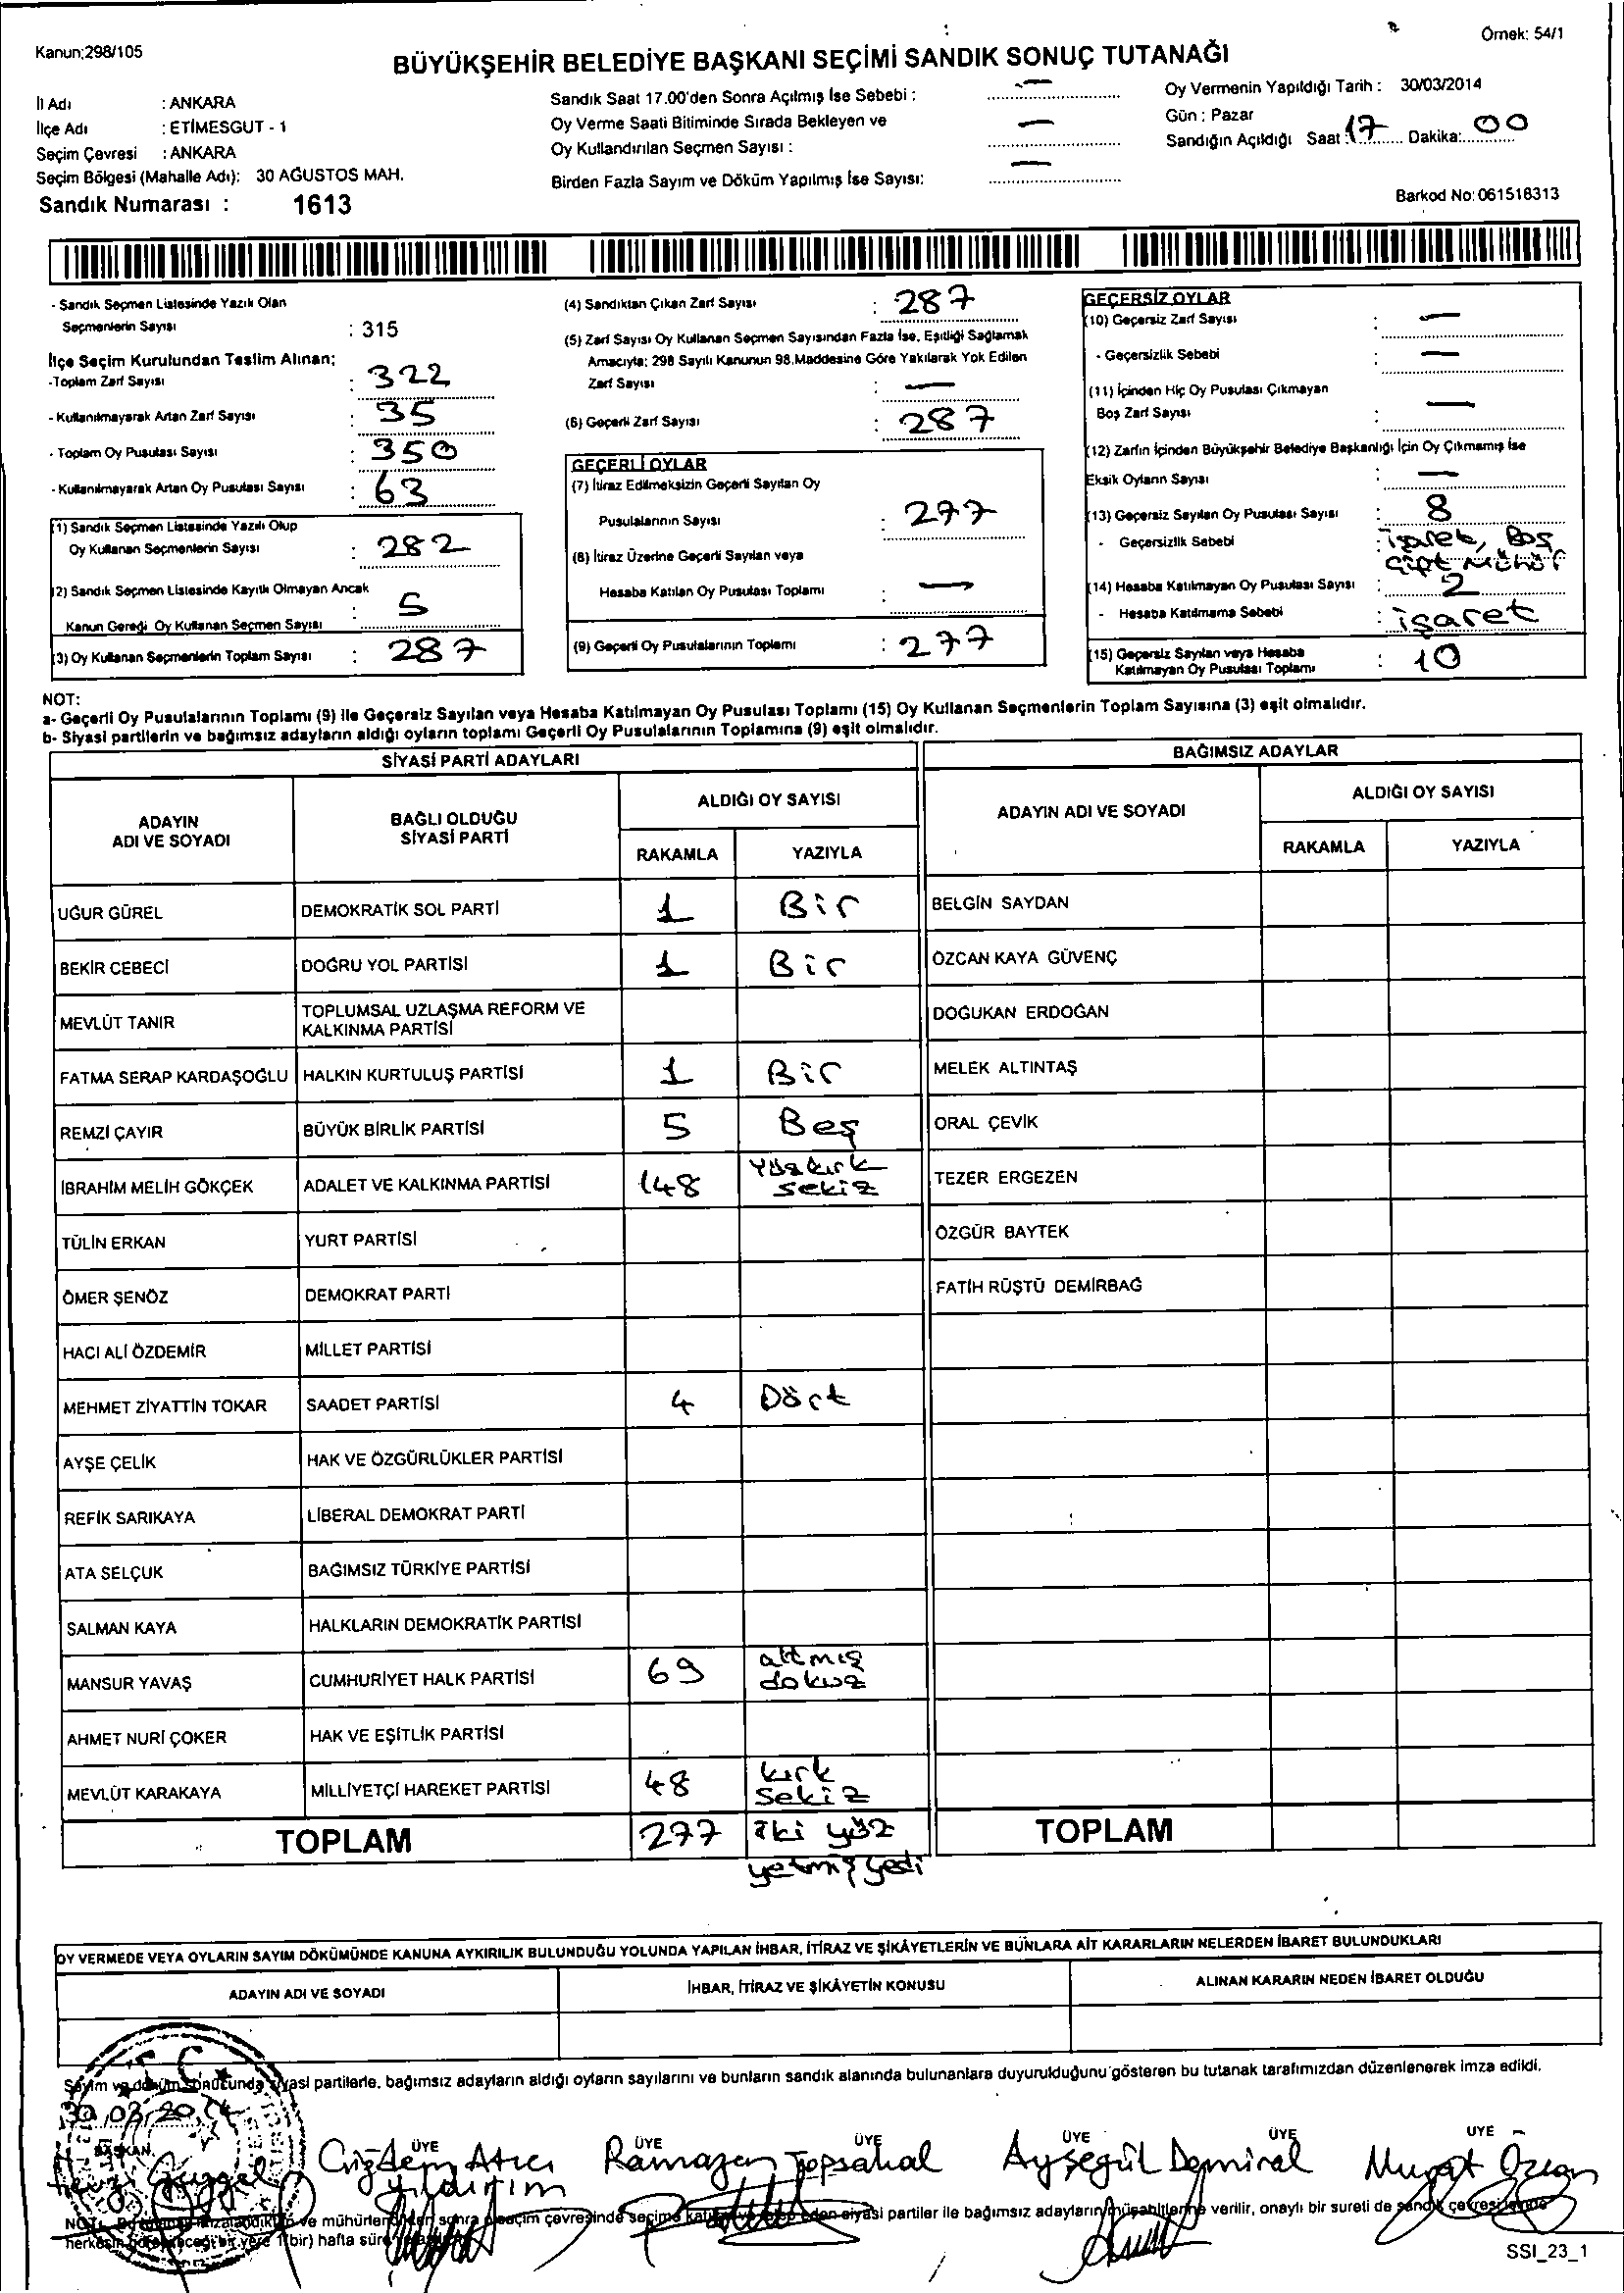 Örnek: 54/1
Kanun:298/105
BÜYÜKŞEHİR BELEDİYE BAŞKANI SEÇİMİ SANDIK SONUÇ TUTANAĞI
İl Adı : ANKARA
İlçe Adı : ETİMESGUT - 1
Seçim Çevresi : ANKARA
Seçim Bölgesi (Mahalle Adı): 30 AĞUSTOS MAH.
Sandık Numarası : 1613
Sandık Saat 17.00'den Sonra Açılmış İse Sebebi : —
Oy Verme Saati Bitiminde Sırada Bekleyen ve
Oy Kullandırılan Seçmen Sayısı : —
Birden Fazla Sayım ve Döküm Yapılmış İse Sayısı: —
Oy Vermenin Yapıldığı Tarih : 30/03/2014
Gün : Pazar
Sandığın Açıldığı Saat : 17 Dakika: 00
Barkod No: 061518313
- Sandık Seçmen Listesinde Yazılı Olan
Seçmenlerin Sayısı : 315
İlçe Seçim Kurulundan Teslim Alınan;
-Toplam Zarf Sayısı : 322
- Kullanılmayarak Artan Zarf Sayısı : 35
- Toplam Oy Pusulası Sayısı : 350
- Kullanılmayarak Artan Oy Pusulası Sayısı : 63
(1) Sandık Seçmen Listesinde Yazılı Olup
Oy Kullanan Seçmenlerin Sayısı : 282
(2) Sandık Seçmen Listesinde Kayıtlı Olmayan Ancak
Kanun Gereği Oy Kullanan Seçmen Sayısı : 5
(3) Oy Kullanan Seçmenlerin Toplam Sayısı : 287
(4) Sandıktan Çıkan Zarf Sayısı : 287
(5) Zarf Sayısı Oy Kullanan Seçmen Sayısından Fazla İse, Eşitliği Sağlamak
Amacıyla; 298 Sayılı Kanunun 98.Maddesine Göre Yakılarak Yok Edilen
Zarf Sayısı : —
(6) Geçerli Zarf Sayısı : 287
GEÇERLİ OYLAR
(7) İtiraz Edilmeksizin Geçerli Sayılan Oy
Pusulalarının Sayısı : 277
(8) İtiraz Üzerine Geçerli Sayılan veya
Hesaba Katılan Oy Pusulası Toplamı : —
(9) Geçerli Oy Pusulalarının Toplamı : 277
GEÇERSİZ OYLAR
(10) Geçersiz Zarf Sayısı : —
- Geçersizlik Sebebi : —
(11) İçinden Hiç Oy Pusulası Çıkmayan
Boş Zarf Sayısı : —
(12) Zarfın İçinden Büyükşehir Belediye Başkanlığı İçin Oy Çıkmamış İse
Eksik Oyların Sayısı : —
(13) Geçersiz Sayılan Oy Pusulası Sayısı : 8
- Geçersizlik Sebebi : işaret, Boş
Çift Mühür
(14) Hesaba Katılmayan Oy Pusulası Sayısı : 2
- Hesaba Katılmama Sebebi : işaret
(15) Geçersiz Sayılan veya Hesaba
Katılmayan Oy Pusulası Toplamı : 10
NOT:
a- Geçerli Oy Pusulalarının Toplamı (9) ile Geçersiz Sayılan veya Hesaba Katılmayan Oy Pusulası Toplamı (15) Oy Kullanan Seçmenlerin Toplam Sayısına (3) eşit olmalıdır.
b- Siyasi partilerin ve bağımsız adayların aldığı oyların toplamı Geçerli Oy Pusulalarının Toplamına (9) eşit olmalıdır.
SİYASİ PARTİ ADAYLARI
ADAYIN
ADI VE SOYADI
BAĞLI OLDUĞU
SİYASİ PARTİ
ALDIĞI OY SAYISI
RAKAMLA YAZIYLA
UĞUR GÜREL DEMOKRATİK SOL PARTİ 1 Bir
BEKİR CEBECİ DOĞRU YOL PARTİSİ 1 Bir
MEVLÜT TANIR TOPLUMSAL UZLAŞMA REFORM VE
KALKINMA PARTİSİ
FATMA SERAP KARDAŞOĞLU HALKIN KURTULUŞ PARTİSİ 1 Bir
REMZİ ÇAYIR BÜYÜK BİRLİK PARTİSİ 5 Beş
İBRAHİM MELİH GÖKÇEK ADALET VE KALKINMA PARTİSİ 148 Yüzkırk
sekiz
TÜLİN ERKAN YURT PARTİSİ
ÖMER ŞENÖZ DEMOKRAT PARTİ
HACI ALİ ÖZDEMİR MİLLET PARTİSİ
MEHMET ZİYATTİN TOKAR SAADET PARTİSİ 4 Dört
AYŞE ÇELİK HAK VE ÖZGÜRLÜKLER PARTİSİ
REFİK SARIKAYA LİBERAL DEMOKRAT PARTİ
ATA SELÇUK BAĞIMSIZ TÜRKİYE PARTİSİ
SALMAN KAYA HALKLARIN DEMOKRATİK PARTİSİ
MANSUR YAVAŞ CUMHURİYET HALK PARTİSİ 69 altmış
dokuz
AHMET NURİ ÇOKER HAK VE EŞİTLİK PARTİSİ
MEVLÜT KARAKAYA MİLLİYETÇİ HAREKET PARTİSİ 48 kırk
Sekiz
TOPLAM 277 iki yüz
yetmiş yedi
BAĞIMSIZ ADAYLAR
ADAYIN ADI VE SOYADI
ALDIĞI OY SAYISI
RAKAMLA YAZIYLA
BELGİN SAYDAN
ÖZCAN KAYA GÜVENÇ
DOĞUKAN ERDOĞAN
MELEK ALTINTAŞ
ORAL ÇEVİK
TEZER ERGEZEN
ÖZGÜR BAYTEK
FATİH RÜŞTÜ DEMİRBAĞ
TOPLAM
OY VERMEDE VEYA OYLARIN SAYIM DÖKÜMÜNDE KANUNA AYKIRILIK BULUNDUĞU YOLUNDA YAPILAN İHBAR, İTİRAZ VE ŞİKÂYETLERİN VE BUNLARA AİT KARARLARIN NELERDEN İBARET BULUNDUKLARI
ADAYIN ADI VE SOYADI İHBAR, İTİRAZ VE ŞİKÂYETİN KONUSU ALINAN KARARIN NEDEN İBARET OLDUĞU
Sayım ve döküm sonucunda siyasi partilerle, bağımsız adayların aldığı oyların sayılarını ve bunların sandık alanında bulunanlara duyurulduğunu gösteren bu tutanak tarafımızdan düzenlenerek imza edildi.
T.C.
30.03.2014
BAŞKAN ÜYE ÜYE ÜYE ÜYE ÜYE ÜYE
Çiğdem Atıcı Ramazan Topsakal Ayşegül Demirel Murat Özcan
Yıldırım
ve mühürlendikten sonra seçim çevresinde seçime siyasi partiler ile bağımsız adayların müşahitlerine verilir, onaylı bir sureti de sandık çevresinde
1 (bir) hafta
SSI_23_1